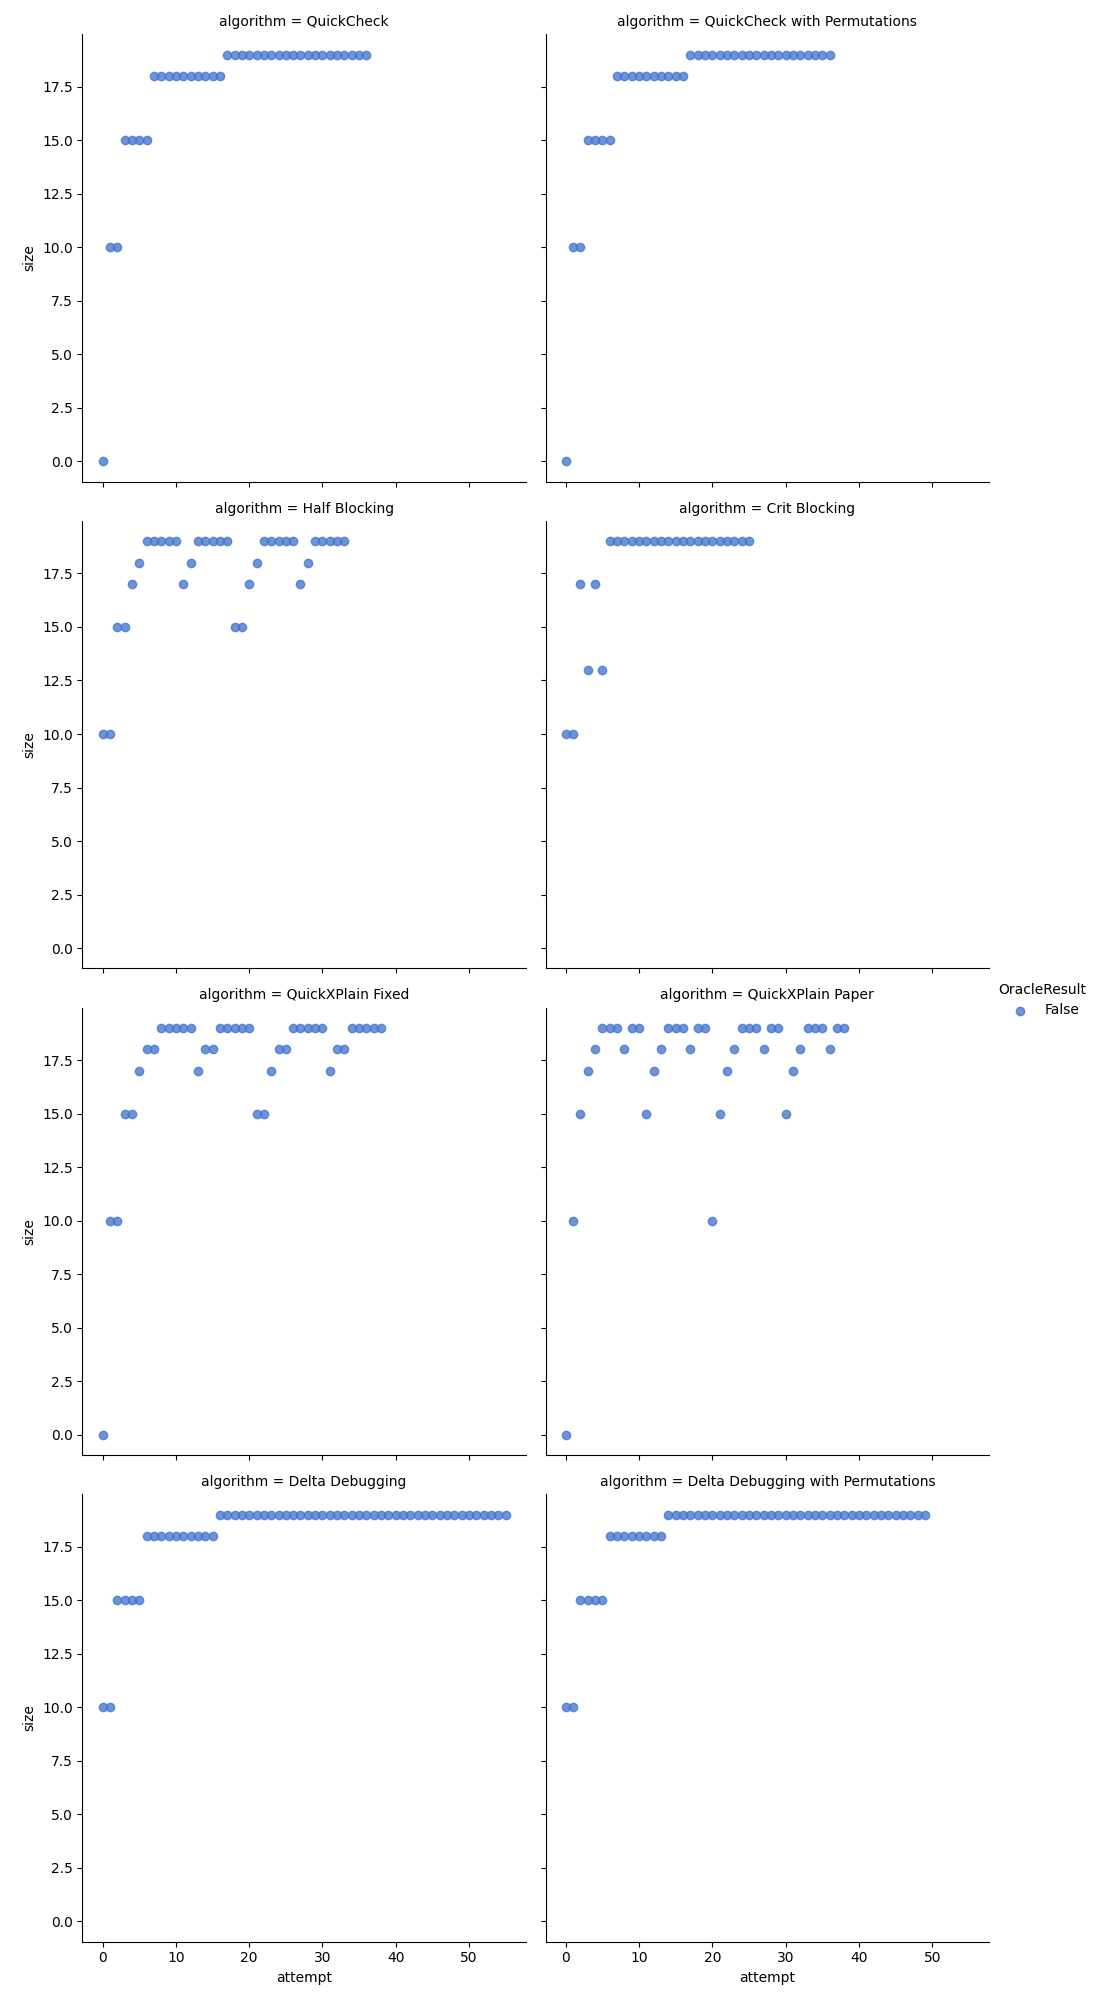 algorithm = QuickCheck
algorithm = QuickCheck with Permutations
17.5
15.0
12.5
10.0
7.5
5.0
2.5
0.0
size
algorithm = Half Blocking
algorithm = Crit Blocking
17.5
15.0
12.5
10.0
7.5
5.0
2.5
0.0
size
algorithm = QuickXPlain Fixed
algorithm = QuickXPlain Paper
17.5
15.0
12.5
10.0
7.5
5.0
2.5
0.0
size
OracleResult
False
algorithm = Delta Debugging
algorithm = Delta Debugging with Permutations
17.5
15.0
12.5
10.0
7.5
5.0
2.5
0.0
size
0 10 20 30 40 50
attempt
0 10 20 30 40 50
attempt